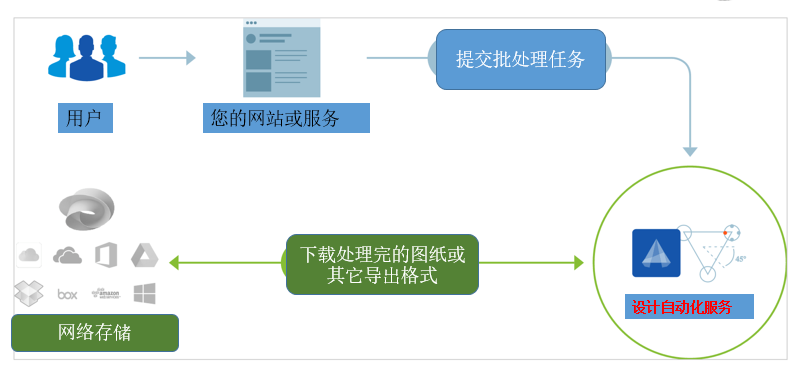 提交批处理任务
用户
您的网站或服务
下载处理完的图纸或
其它导出格式
45°
box
amazon
设计自动化服务
网络存储